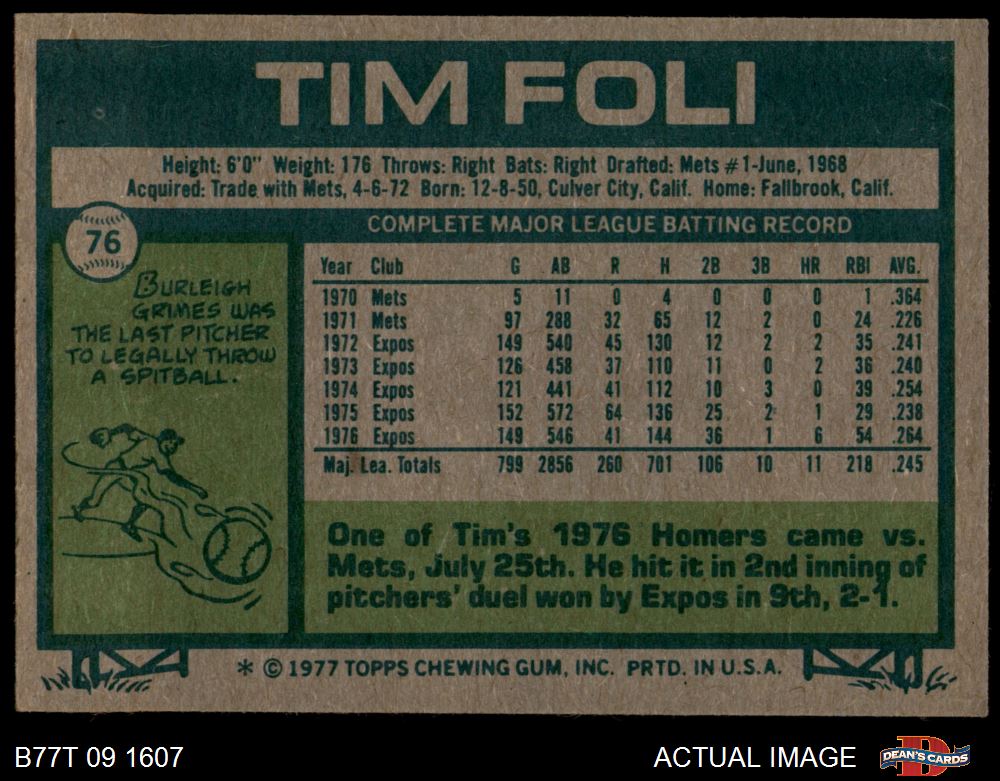 TIM FOLI
Height: 6'0" Weight: 176 Throws: Right Bats: Right Drafted: Mets #1-June, 1968
Acquired: Trade with Mets, 4-6-72 Born: 12-8-50, Culver City, Calif. Home: Fallbrook, Calif.
76
BURLEIGH
GRIMES WAS
THE LAST PITCHER
TO LEGALLY THROW
A SPITBALL.
COMPLETE MAJOR LEAGUE BATTING RECORD
Year Club G AB R H 2B 3B HR RBI AVG.
1970 Mets 5 11 0 4 0 0 0 1 .364
1971 Mets 97 288 32 65 12 2 0 24 .226
1972 Expos 149 540 45 130 12 2 2 35 .241
1973 Expos 126 458 37 110 11 0 2 36 .240
1974 Expos 121 441 41 112 10 3 0 39 .254
1975 Expos 152 572 64 136 25 2 1 29 .238
1976 Expos 149 546 41 144 36 1 6 54 .264
Maj. Lea. Totals 799 2856 260 701 106 10 11 218 .245
One of Tim's 1976 Homers came vs.
Mets, July 25th. He hit it in 2nd inning of
pitchers' duel won by Expos in 9th, 2-1.
* © 1977 TOPPS CHEWING GUM, INC. PRTD. IN U.S.A.
B77T 09 1607
ACTUAL IMAGE
DEAN'S CARDS